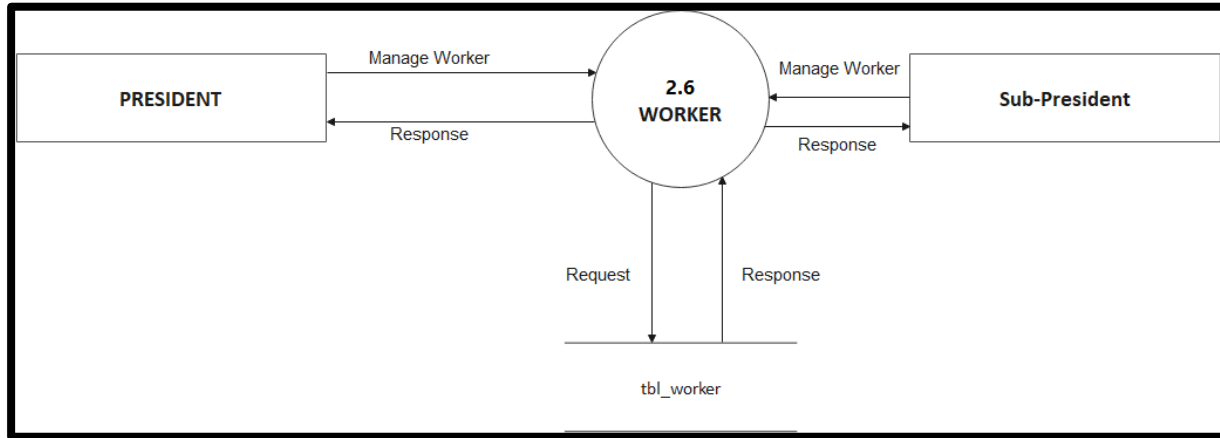 Manage Worker
PRESIDENT
Response
2.6
WORKER
Manage Worker
Sub-President
Response
Request
Response
tbl_worker